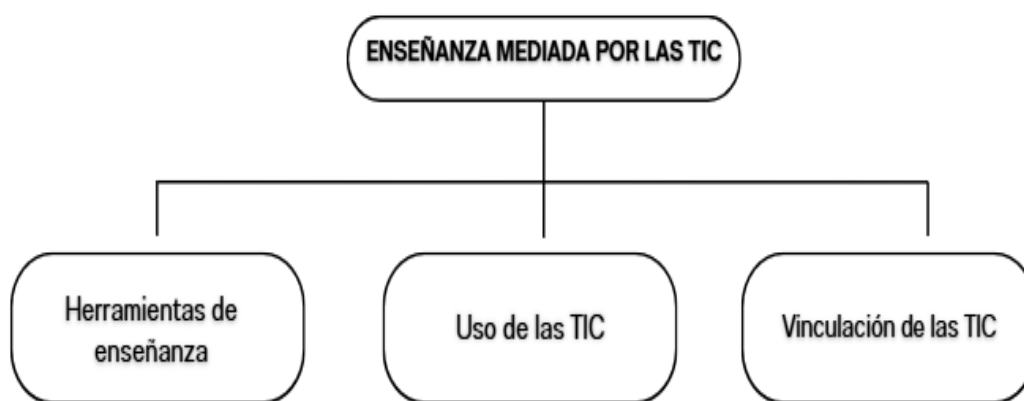 ENSEÑANZA MEDIADA POR LAS TIC
Herramientas de
enseñanza
Uso de las TIC
Vinculación de las TIC